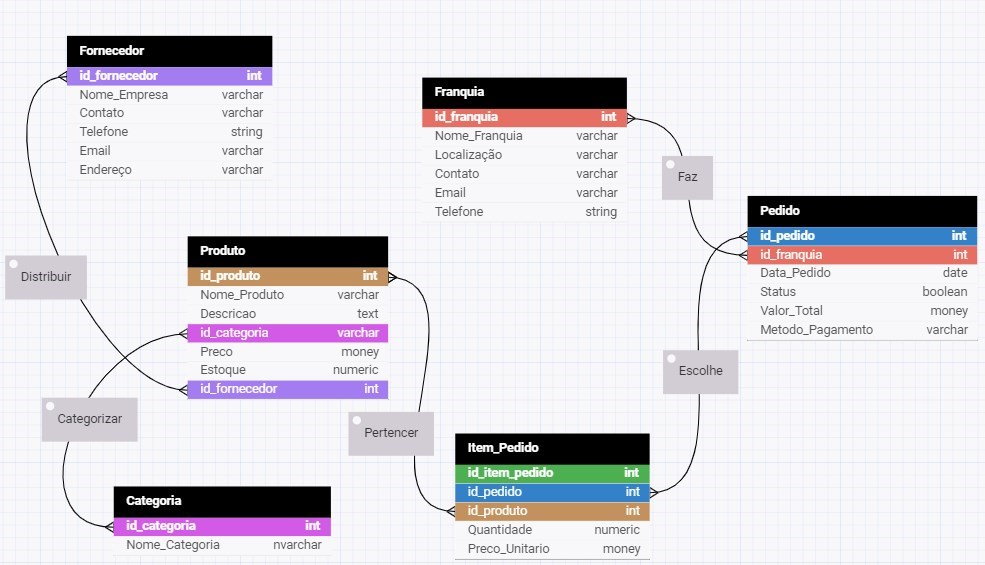 Fornecedor
id_fornecedor int
Nome_Empresa varchar
Contato varchar
Telefone string
Email varchar
Endereço varchar
Franquia
id_franquia int
Nome_Franquia varchar
Localização varchar
Contato varchar
Email varchar
Telefone string
Faz
Pedido
id_pedido int
id_franquia int
Data_Pedido date
Status boolean
Valor_Total money
Metodo_Pagamento varchar
Distribuir
Produto
id_produto int
Nome_Produto varchar
Descricao text
id_categoria varchar
Preco money
Estoque numeric
id_fornecedor int
Escolhe
Categorizar
Pertencer
Item_Pedido
id_item_pedido int
id_pedido int
id_produto int
Quantidade numeric
Preco_Unitario money
Categoria
id_categoria int
Nome_Categoria nvarchar